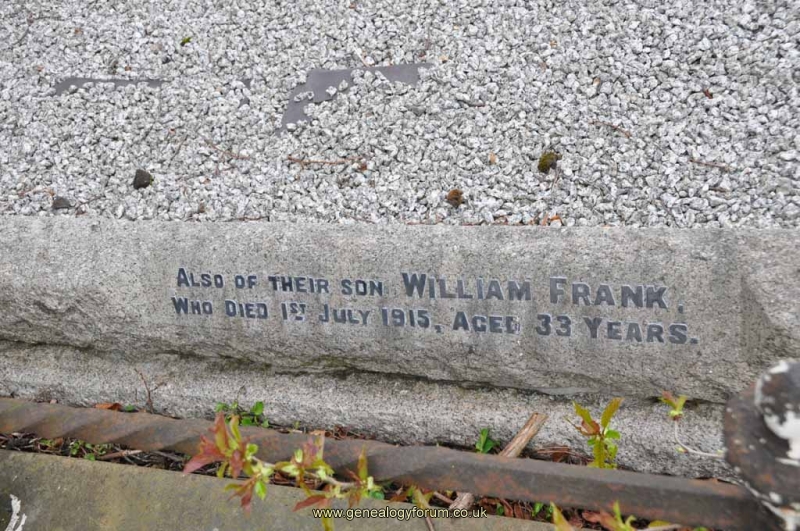 Also of their son, William Frank,
Who Died 1st July 1915, Aged 33 Years.
www.genealogyforum.co.uk